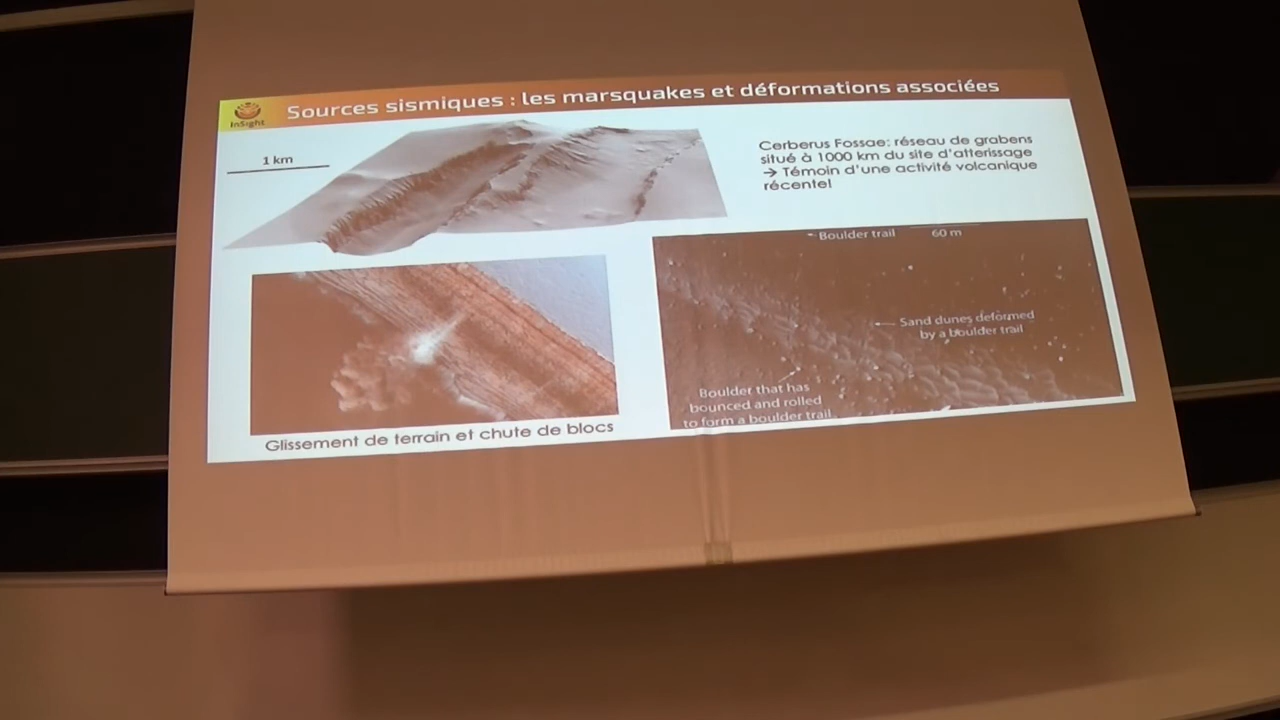 InSight
Sources sismiques : les marsquakes et déformations associées
1 km
Cerberus Fossae: réseau de grabens
situé à 1000 km du site d'atterissage
→ Témoin d'une activité volcanique
récente!
Boulder trail
60 m
Sand dunes deformed
by a boulder trail
Boulder that has
bounced and rolled
to form a boulder trail
Glissement de terrain et chute de blocs